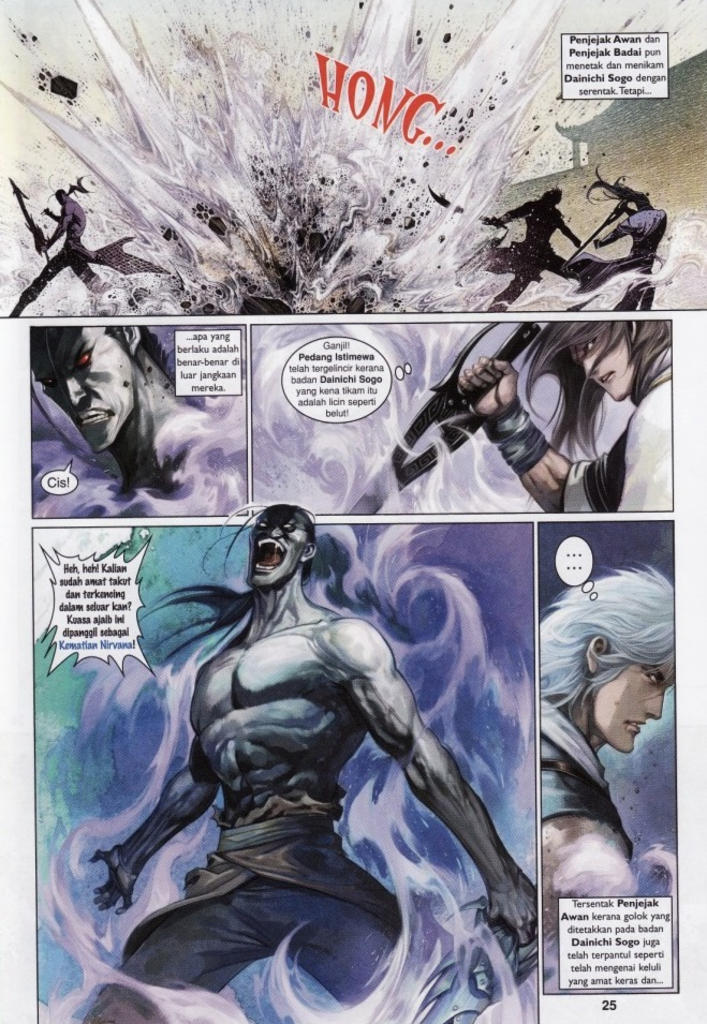 Penjejak Awan dan
Penjejak Badai pun
menetak dan menikam
Dainichi Sogo dengan
serentak. Tetapi...
HONG...
...apa yang
berlaku adalah
benar-benar di
luar jangkaan
mereka.
Cis!
Ganjil!
Pedang Istimewa
telah tergelincir kerana
badan Dainichi Sogo
yang kena tikam itu
adalah licin seperti
belut!
Heh, heh! Kalian
sudah amat takut
dan terkencing
dalam seluar kan?
Kuasa ajaib ini
dipanggil sebagai
Kematian Nirvana!
...
...
Tersentak Penjejak
Awan kerana golok yang
ditetakkan pada badan
Dainichi Sogo juga
telah terpantul seperti
telah mengenai keluli
yang amat keras dan...
25